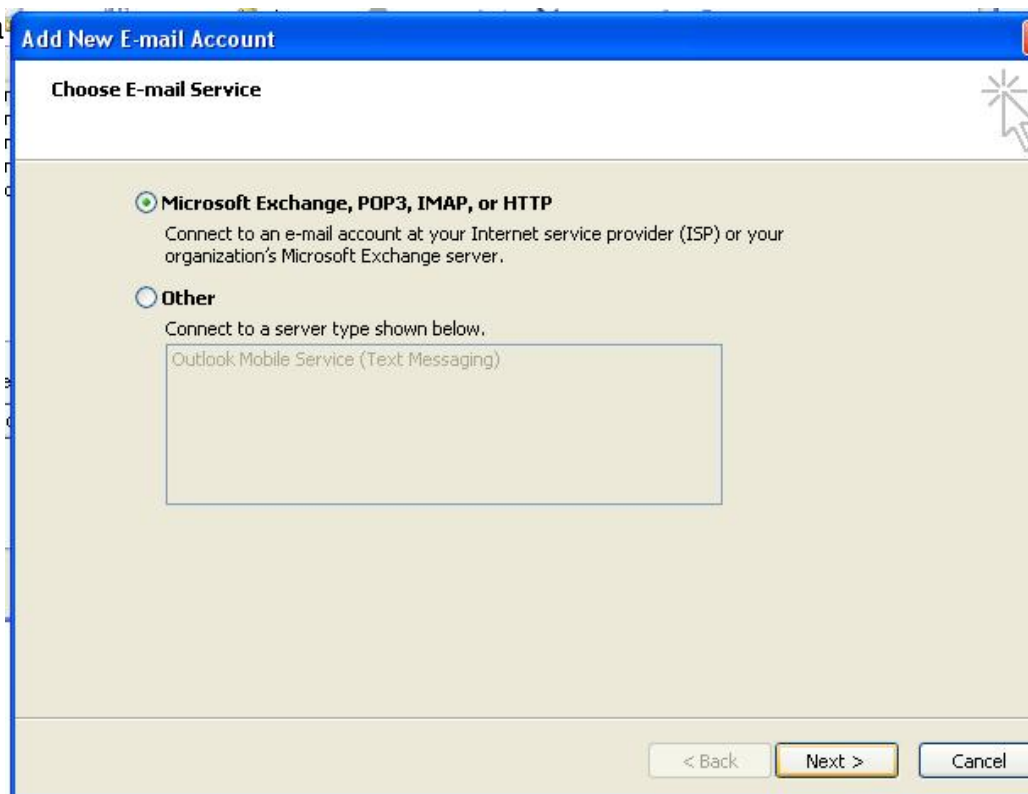 Add New E-mail Account
Choose E-mail Service
Microsoft Exchange, POP3, IMAP, or HTTP
Connect to an e-mail account at your Internet service provider (ISP) or your
organization's Microsoft Exchange server.
Other
Connect to a server type shown below.
Outlook Mobile Service (Text Messaging)
< Back Next > Cancel